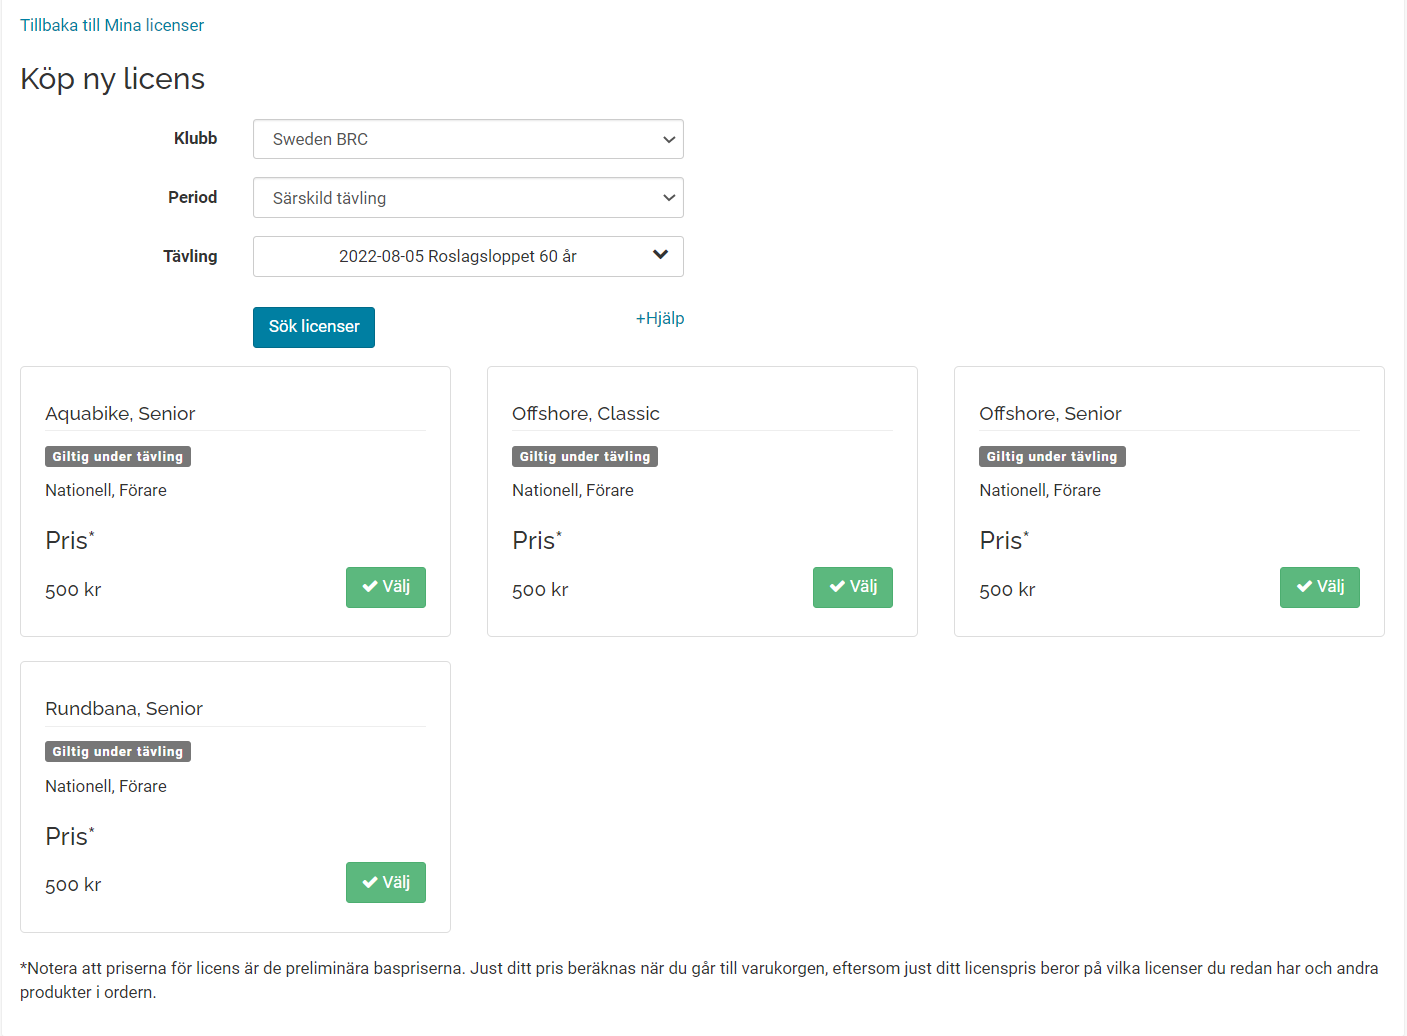 Tillbaka till Mina licenser
Köp ny licens
Klubb
Sweden BRC
Period
Särskild tävling
Tävling
2022-08-05 Roslagsloppet 60 år
Sök licenser
+Hjälp
Aquabike, Senior
Giltig under tävling
Nationell, Förare
Pris*
500 kr
Välj
Offshore, Classic
Giltig under tävling
Nationell, Förare
Pris*
500 kr
Välj
Offshore, Senior
Giltig under tävling
Nationell, Förare
Pris*
500 kr
Välj
Rundbana, Senior
Giltig under tävling
Nationell, Förare
Pris*
500 kr
Välj
*Notera att priserna för licens är de preliminära baspriserna. Just ditt pris beräknas när du går till varukorgen, eftersom just ditt licenspris beror på vilka licenser du redan har och andra
produkter i ordern.